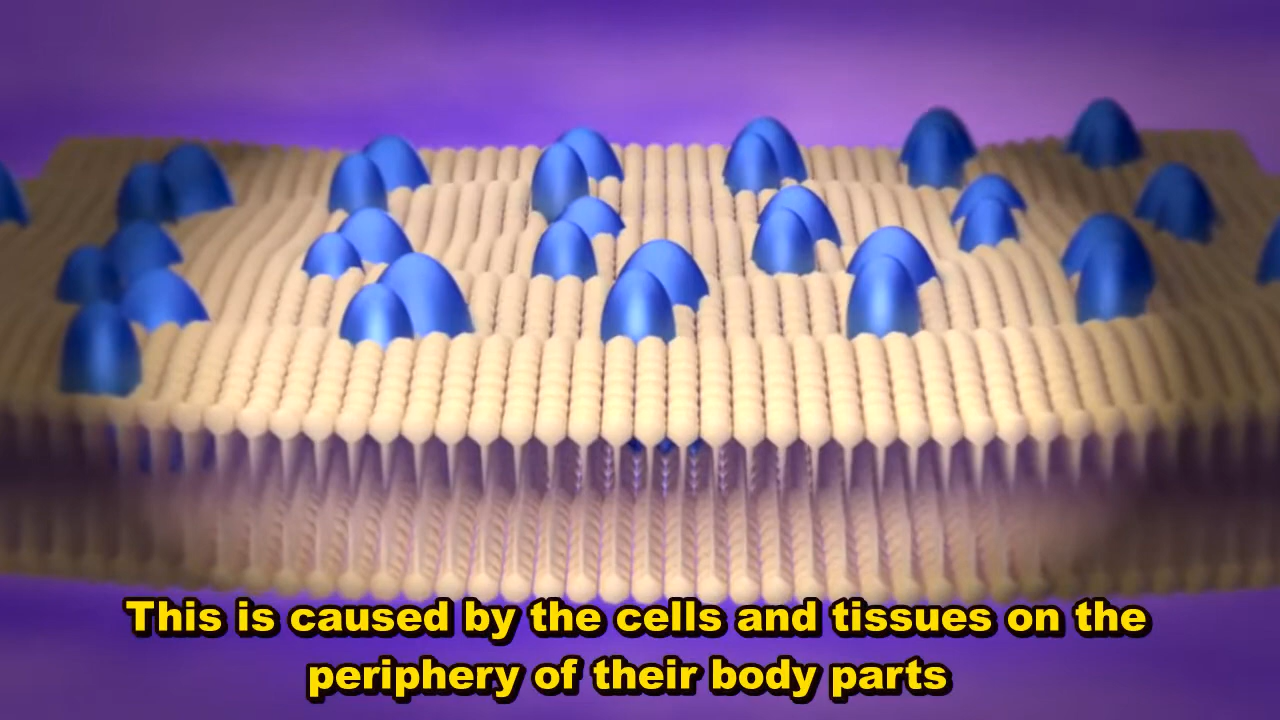 This is caused by the cells and tissues on the
periphery of their body parts